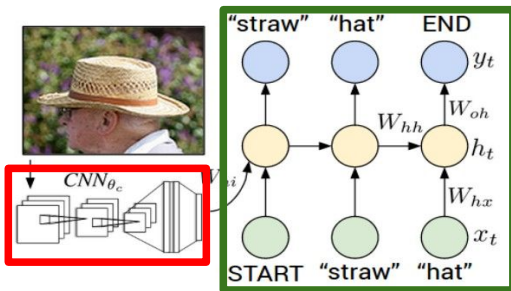 “straw” “hat” END
y_t
W_oh
W_hh
h_t
CNN_θc
W_hi
W_hx
x_t
START “straw” “hat”